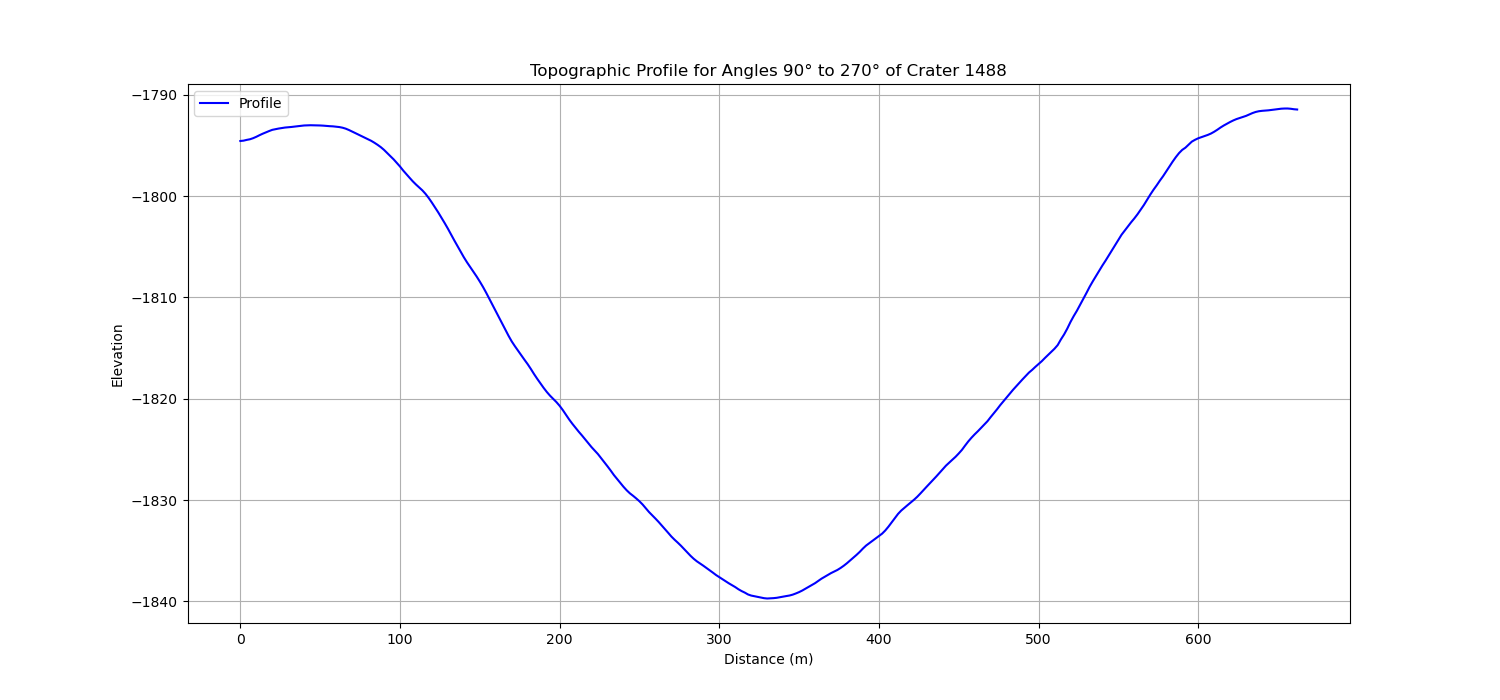 Topographic Profile for Angles 90° to 270° of Crater 1488
Profile
−1790
−1800
−1810
−1820
−1830
−1840
Elevation
0 100 200 300 400 500 600
Distance (m)